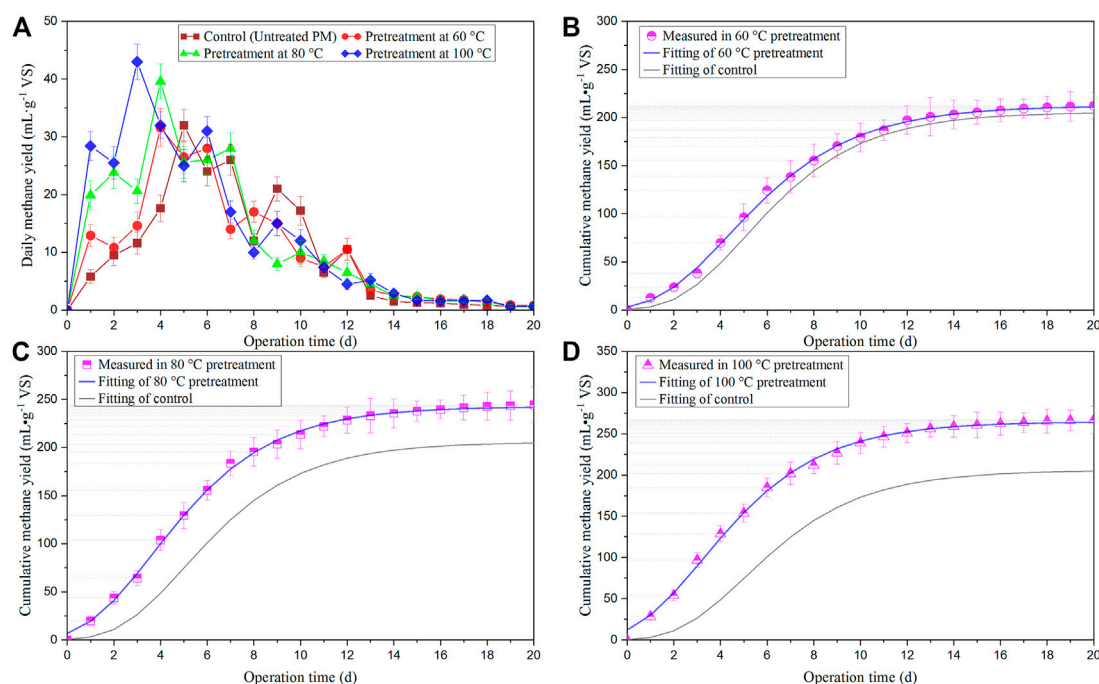 A
50
40
30
20
10
0
Daily methane yield (mL·g⁻¹ VS)
Control (Untreated PM) Pretreatment at 60 °C
Pretreatment at 80 °C Pretreatment at 100 °C
0 2 4 6 8 10 12 14 16 18 20
Operation time (d)
B
300
250
200
150
100
50
0
Cumulative methane yield (mL•g⁻¹ VS)
Measured in 60 °C pretreatment
Fitting of 60 °C pretreatment
Fitting of control
0 2 4 6 8 10 12 14 16 18 20
Operation time (d)
C
300
250
200
150
100
50
0
Cumulative methane yield (mL•g⁻¹ VS)
Measured in 80 °C pretreatment
Fitting of 80 °C pretreatment
Fitting of control
0 2 4 6 8 10 12 14 16 18 20
Operation time (d)
D
350
300
250
200
150
100
50
0
Cumulative methane yield (mL•g⁻¹ VS)
Measured in 100 °C pretreatment
Fitting of 100 °C pretreatment
Fitting of control
0 2 4 6 8 10 12 14 16 18 20
Operation time (d)